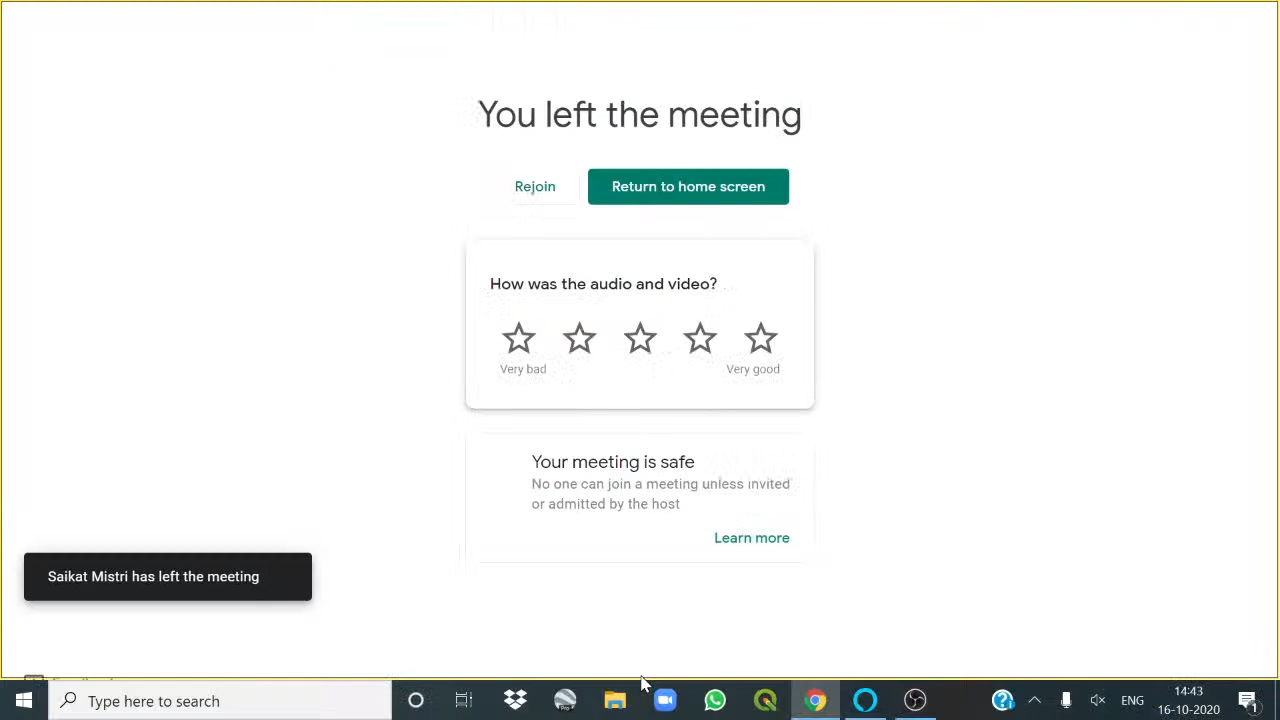 You left the meeting
Rejoin
Return to home screen
How was the audio and video?
Very bad
Very good
Your meeting is safe
No one can join a meeting unless invited
or admitted by the host
Learn more
Saikat Mistri has left the meeting
Type here to search
Pro
ENG
14:43
16-10-2020
1